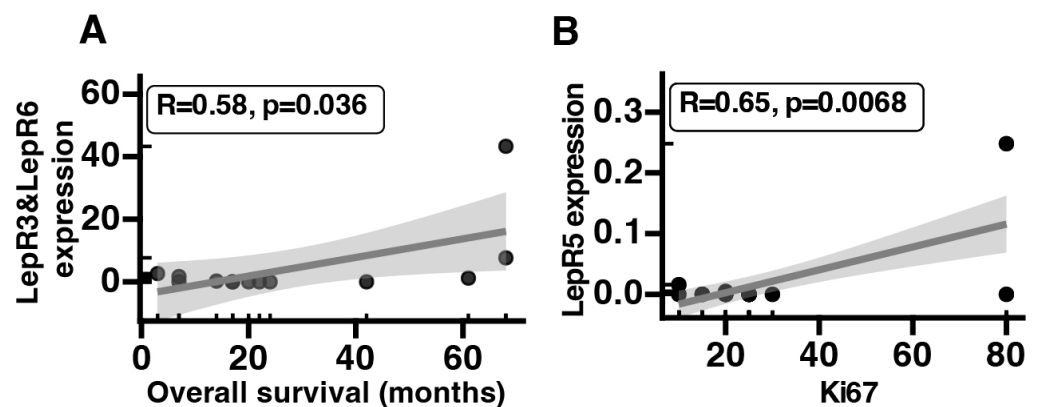 A
LepR3&LepR6
expression
60
40
20
0
R=0.58, p=0.036
0 20 40 60
Overall survival (months)
B
LepR5 expression
0.3
0.2
0.1
0.0
R=0.65, p=0.0068
20 40 60 80
Ki67